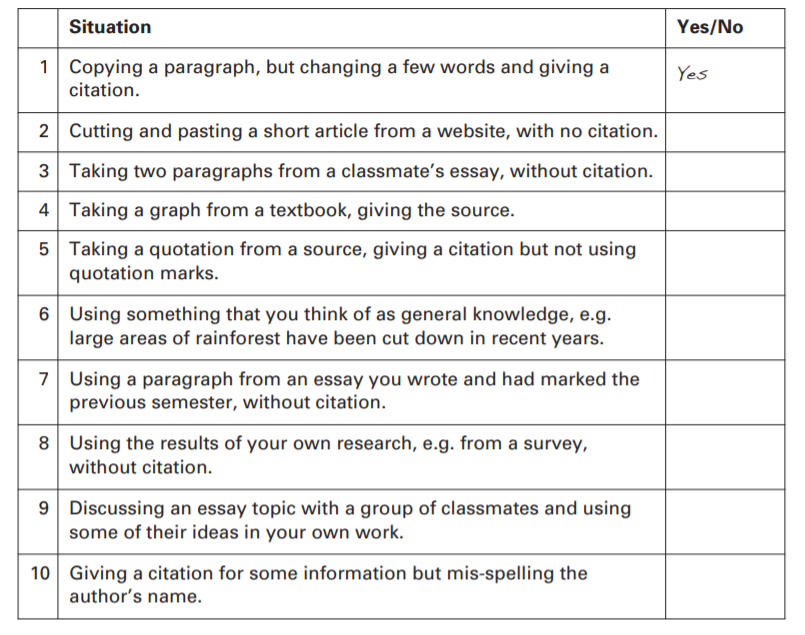 Situation Yes/No
1 Copying a paragraph, but changing a few words and giving a Yes
citation.
2 Cutting and pasting a short article from a website, with no citation.
3 Taking two paragraphs from a classmate’s essay, without citation.
4 Taking a graph from a textbook, giving the source.
5 Taking a quotation from a source, giving a citation but not using
quotation marks.
6 Using something that you think of as general knowledge, e.g.
large areas of rainforest have been cut down in recent years.
7 Using a paragraph from an essay you wrote and had marked the
previous semester, without citation.
8 Using the results of your own research, e.g. from a survey,
without citation.
9 Discussing an essay topic with a group of classmates and using
some of their ideas in your own work.
10 Giving a citation for some information but mis-spelling the
author’s name.